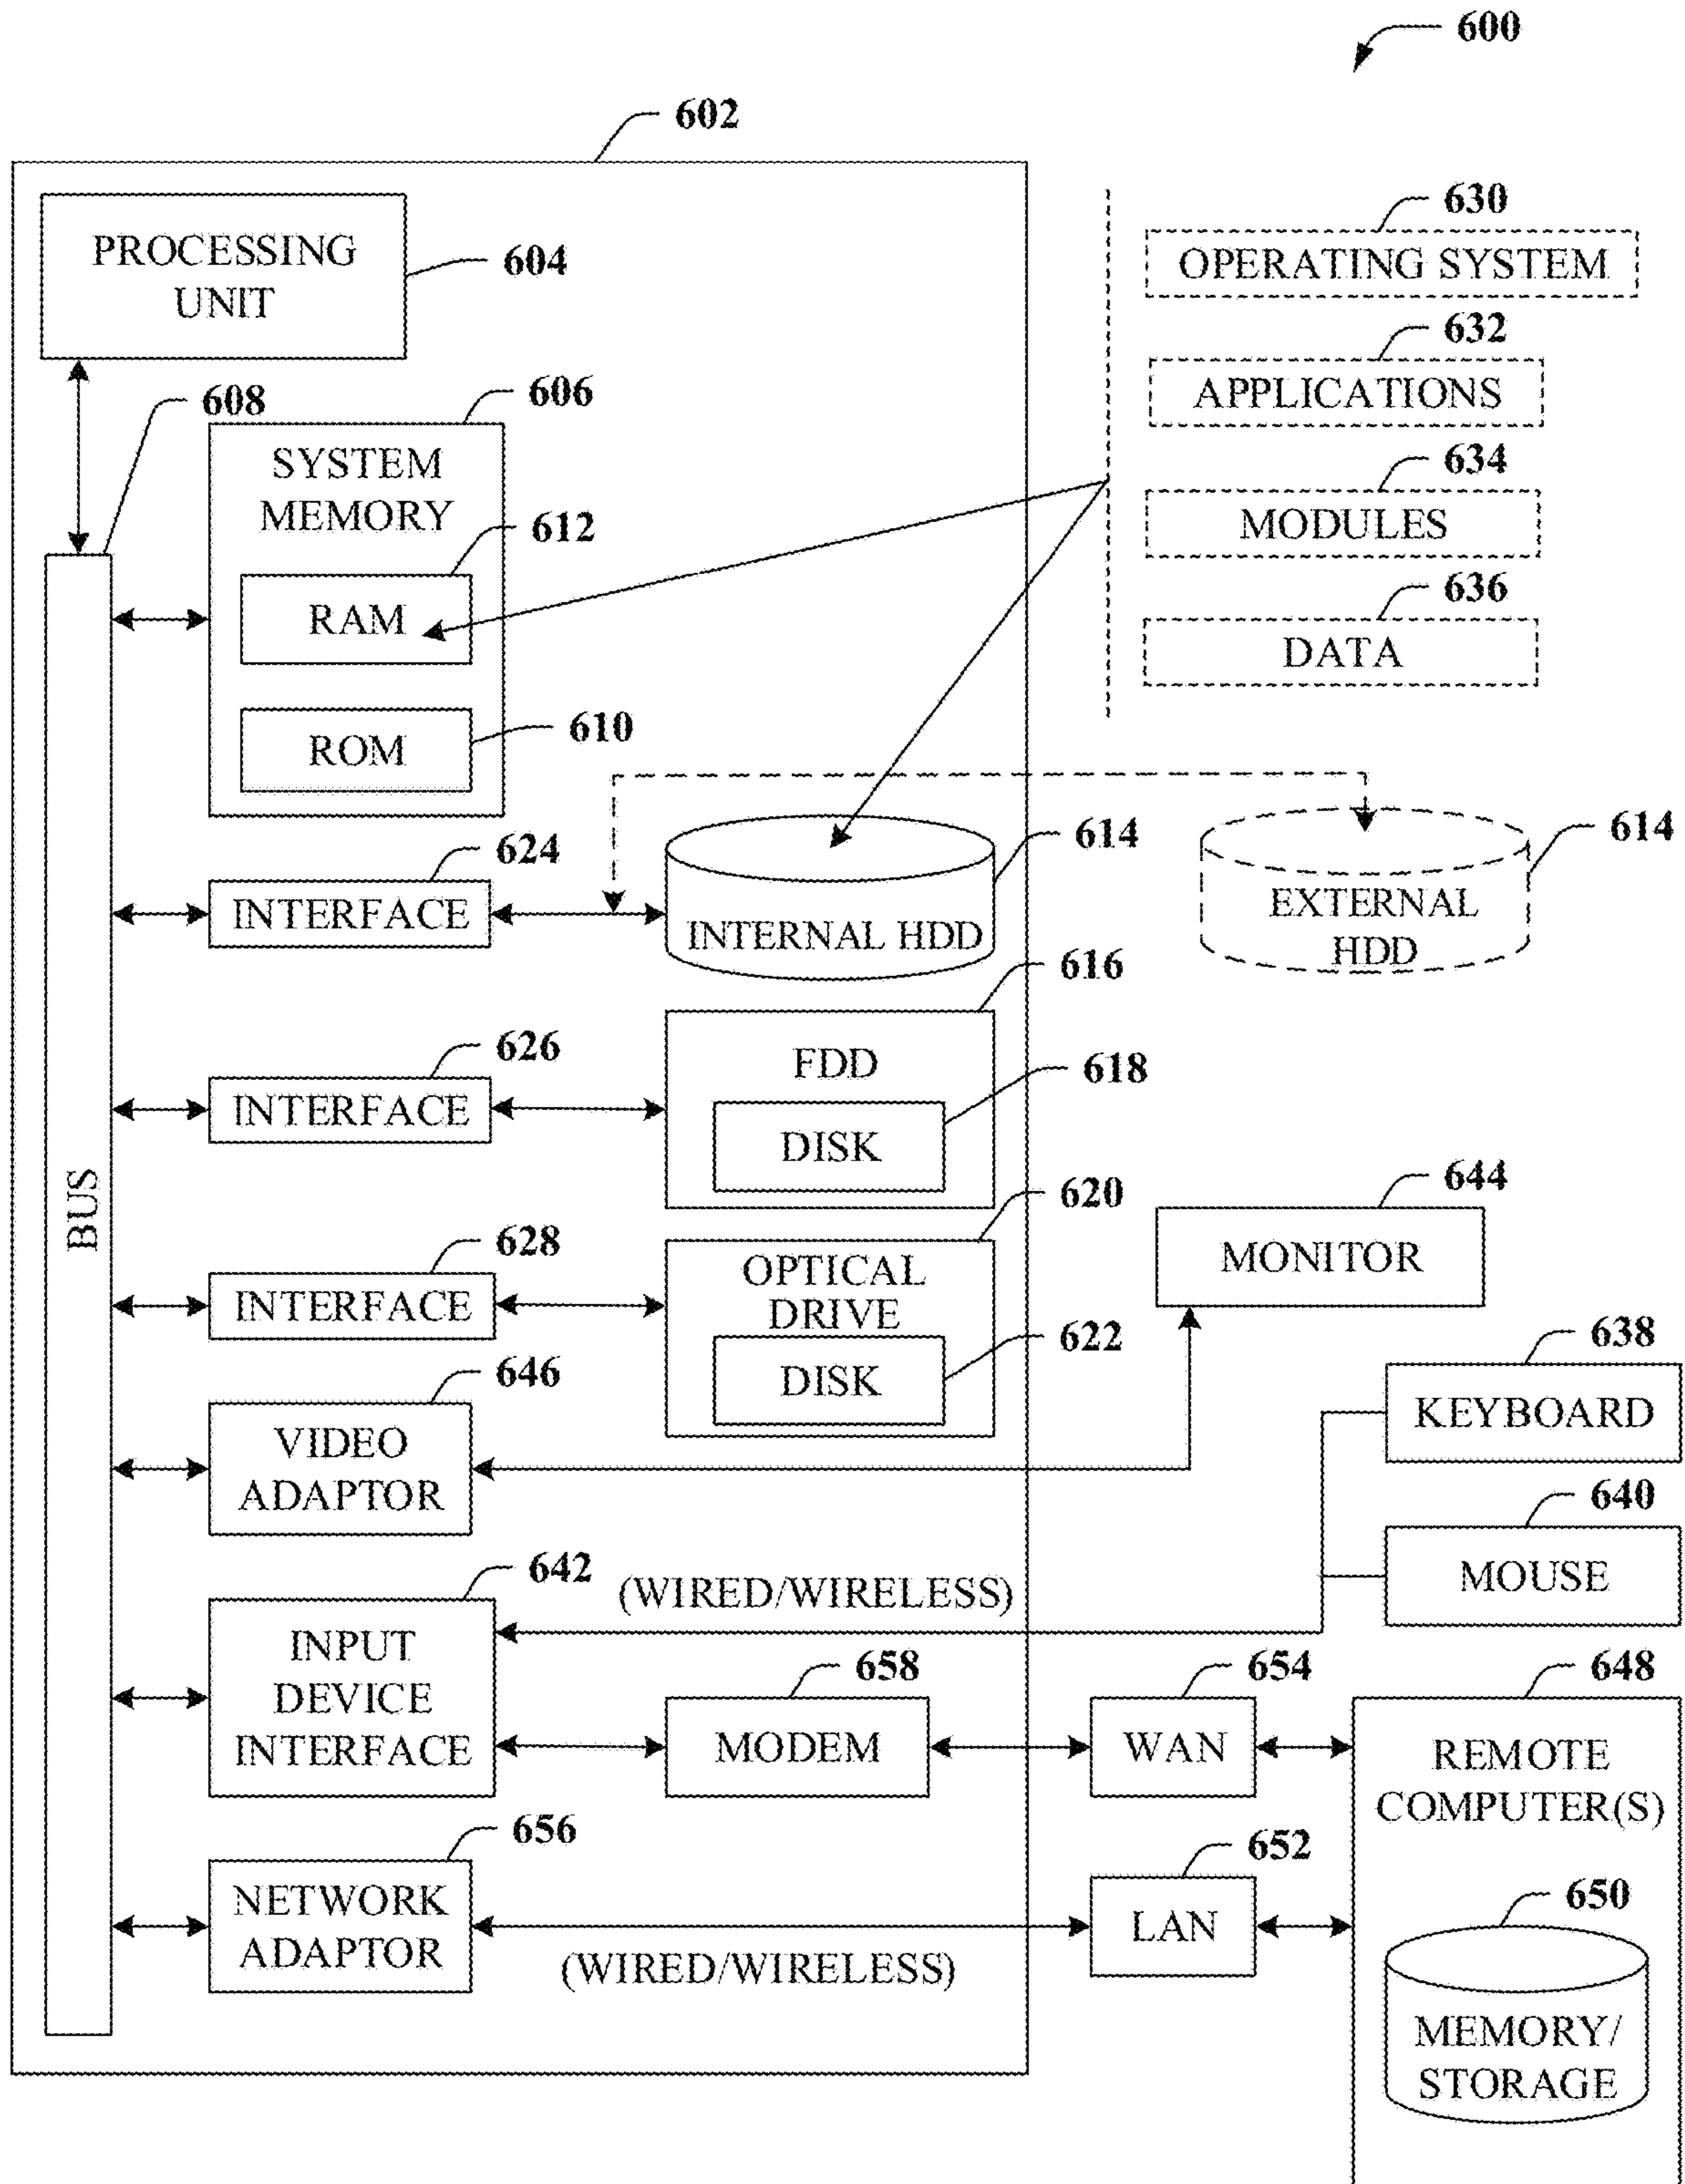 600
602
PROCESSING
UNIT
604
630
OPERATING SYSTEM
632
APPLICATIONS
634
MODULES
636
DATA
608
606
SYSTEM
MEMORY
612
RAM
610
ROM
624
INTERFACE
614
INTERNAL HDD
614
EXTERNAL
HDD
616
FDD
618
DISK
626
INTERFACE
BUS
620
OPTICAL
DRIVE
622
DISK
628
INTERFACE
644
MONITOR
638
KEYBOARD
646
VIDEO
ADAPTOR
640
MOUSE
642
(WIRED/WIRELESS)
INPUT
DEVICE
INTERFACE
658
MODEM
654
WAN
648
REMOTE
COMPUTER(S)
656
NETWORK
ADAPTOR
(WIRED/WIRELESS)
652
LAN
650
MEMORY/
STORAGE